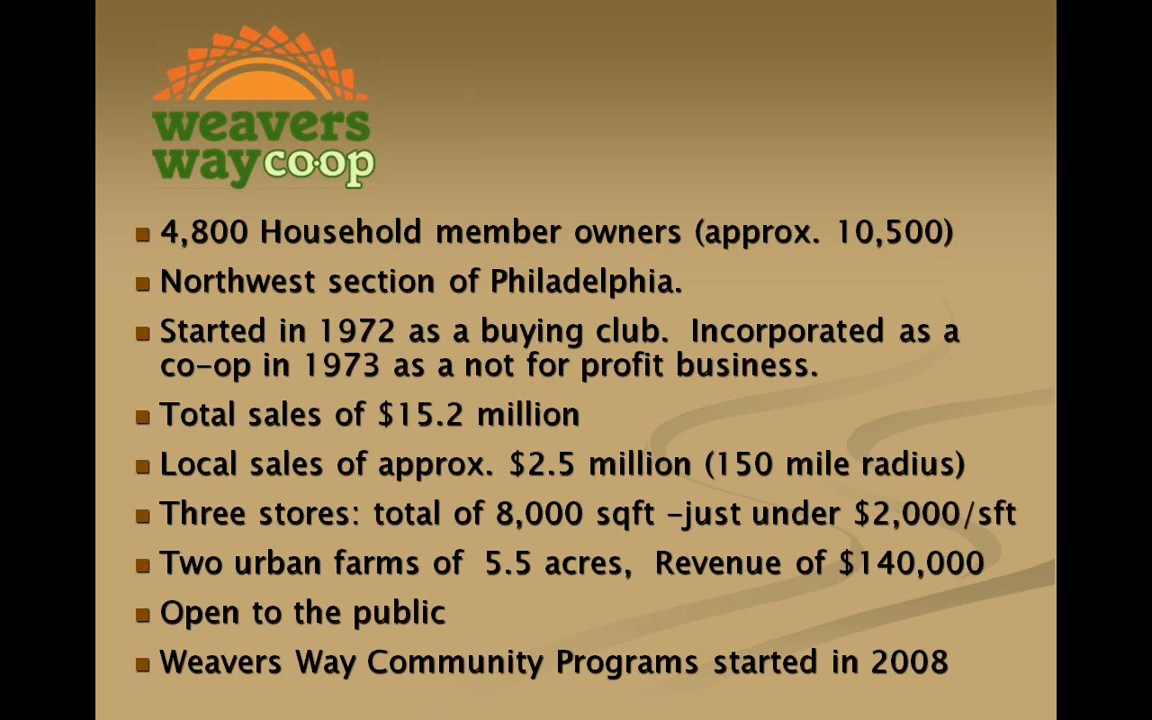 weavers
way co·op
■ 4,800 Household member owners (approx. 10,500)
■ Northwest section of Philadelphia.
■ Started in 1972 as a buying club.  Incorporated as a
co-op in 1973 as a not for profit business.
■ Total sales of $15.2 million
■ Local sales of approx. $2.5 million (150 mile radius)
■ Three stores: total of 8,000 sqft –just under $2,000/sft
■ Two urban farms of  5.5 acres,  Revenue of $140,000
■ Open to the public
■ Weavers Way Community Programs started in 2008